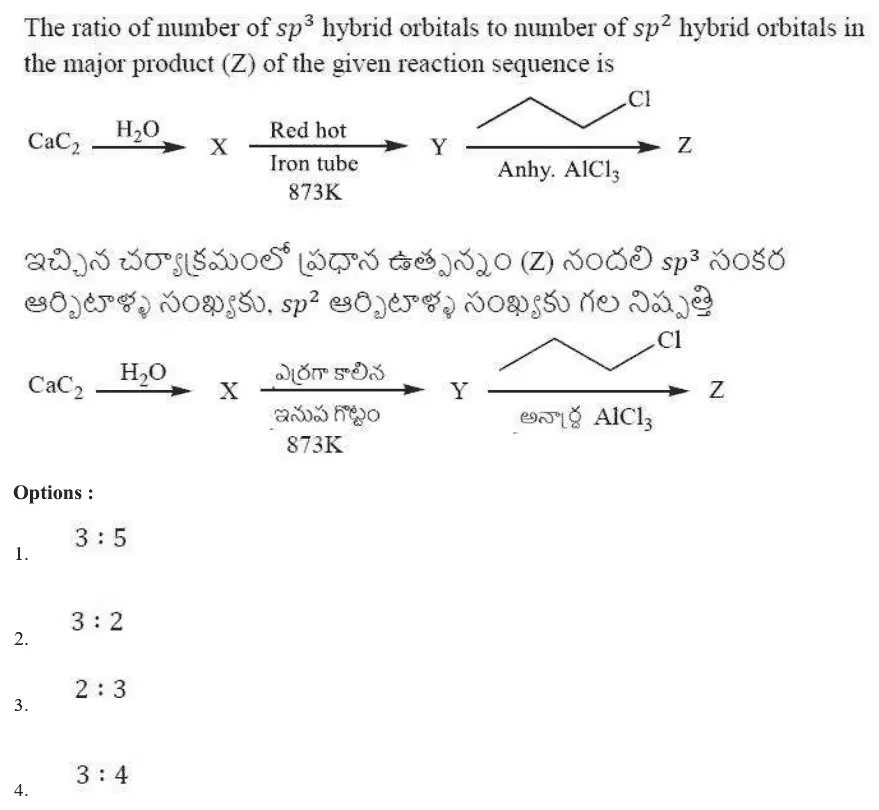 The ratio of number of sp³ hybrid orbitals to number of sp² hybrid orbitals in
the major product (Z) of the given reaction sequence is
CaC₂ H₂O X Red hot Iron tube 873K Y Cl Anhy. AlCl₃ Z
ఇచ్చిన చర్యాక్రమంలో ప్రధాన ఉత్పన్నం (Z) నందలి sp³ సంకర
ఆర్బిటాళ్ళ సంఖ్యకు, sp² ఆర్బిటాళ్ళ సంఖ్యకు గల నిష్పత్తి
CaC₂ H₂O X ఎర్రగా కాలిన ఇనుప గొట్టం 873K Y Cl అనార్ద్ర AlCl₃ Z
Options :
1. 3 : 5
2. 3 : 2
3. 2 : 3
4. 3 : 4